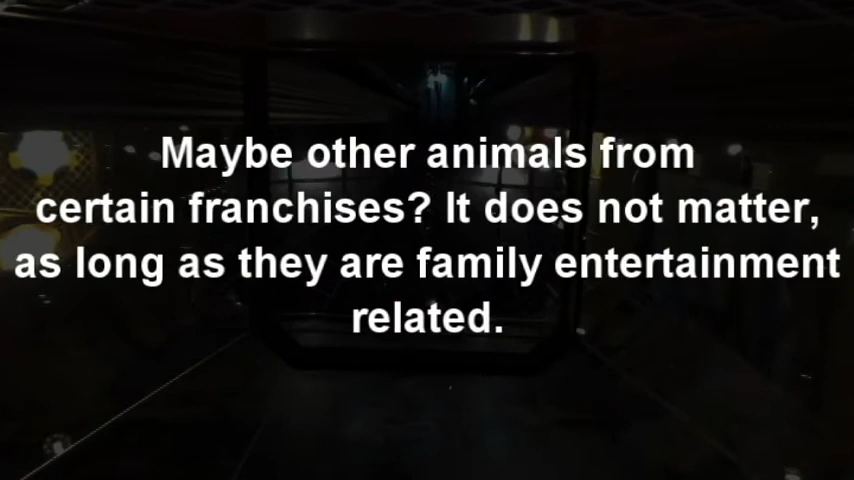 Maybe other animals from
certain franchises? It does not matter,
as long as they are family entertainment
related.